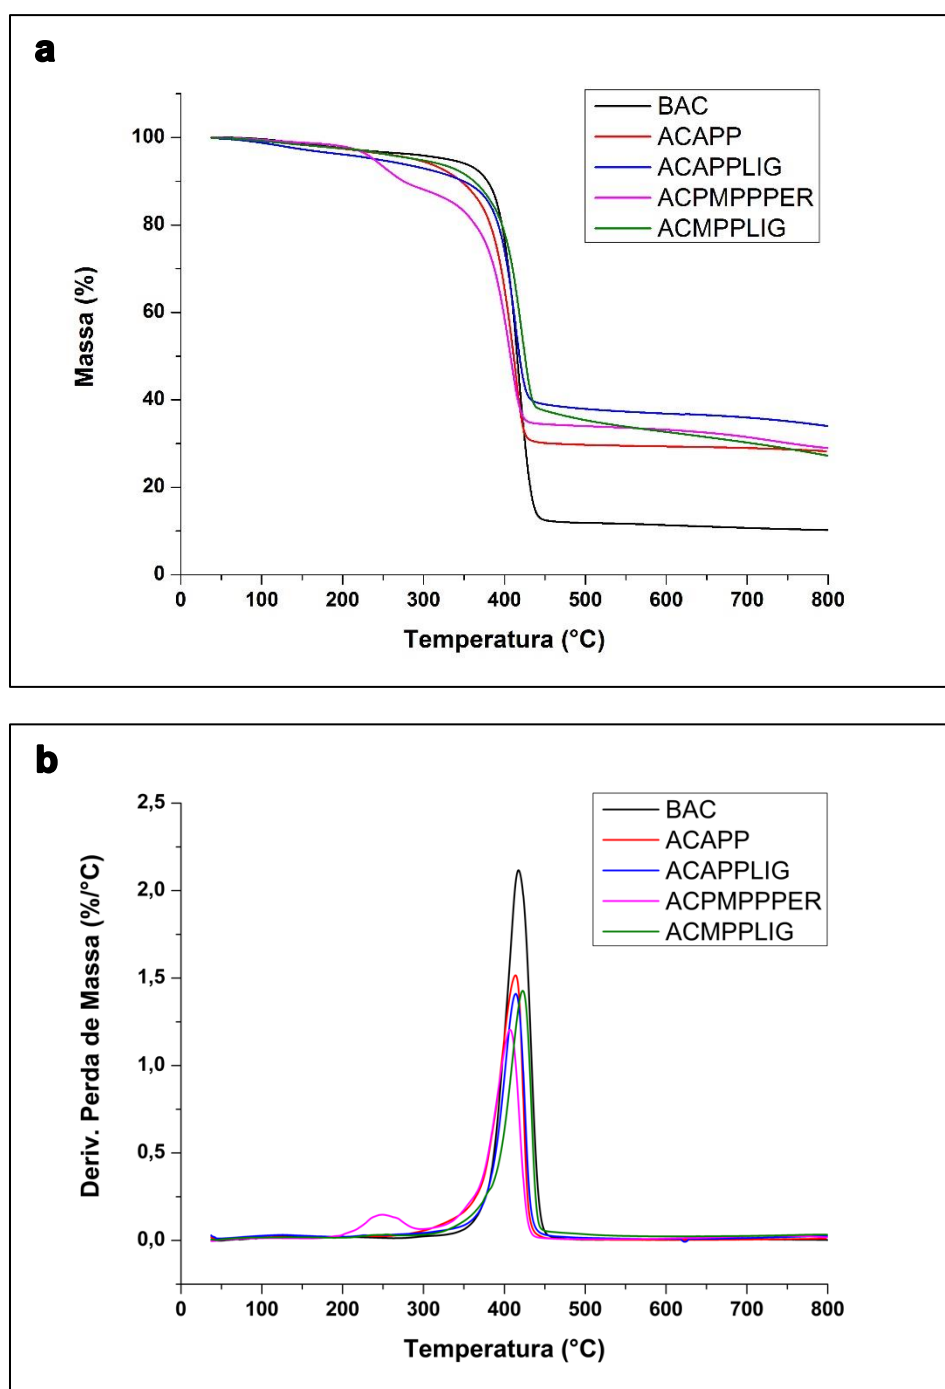 a
BAC
ACAPP
ACAPPLIG
ACPMPPPER
ACMPPLIG
100
80
60
40
20
0
Massa (%)
0 100 200 300 400 500 600 700 800
Temperatura (°C)
b
BAC
ACAPP
ACAPPLIG
ACPMPPPER
ACMPPLIG
2,5
2,0
1,5
1,0
0,5
0,0
Deriv. Perda de Massa (%/°C)
0 100 200 300 400 500 600 700 800
Temperatura (°C)